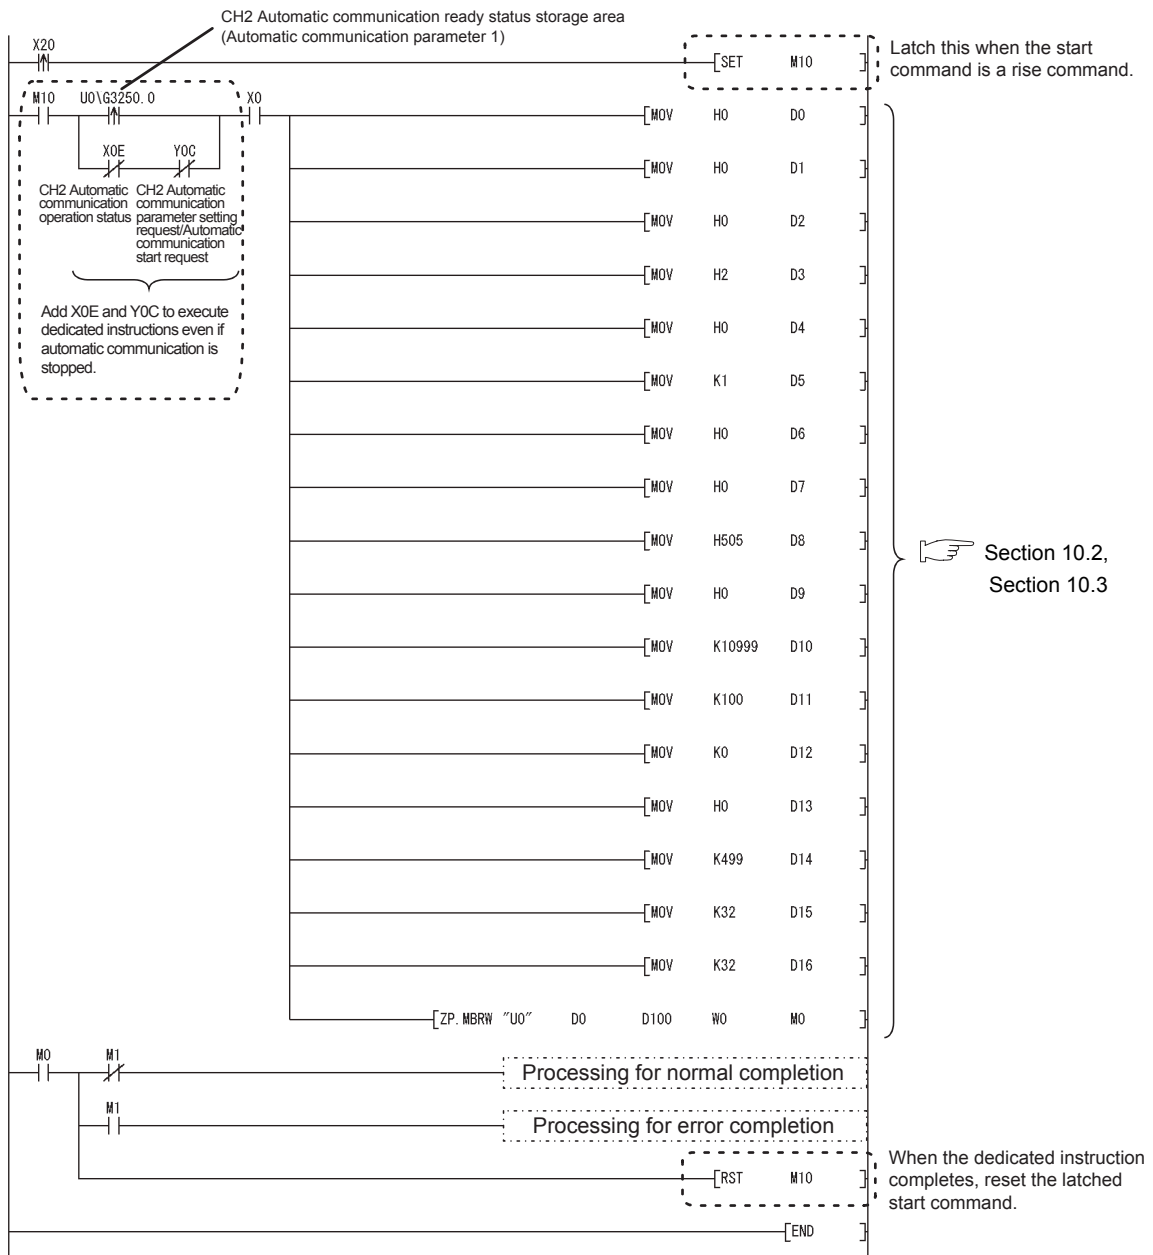 CH2 Automatic communication ready status storage area
(Automatic communication parameter 1)
X20
[SET M10 ]
Latch this when the start
command is a rise command.
M10 U0\G3250.0 X0
[MOV H0 D0 ]
X0E Y0C
[MOV H0 D1 ]
CH2 Automatic
communication
operation status
CH2 Automatic
communication
parameter setting
request/Automatic
communication
start request
[MOV H0 D2 ]
[MOV H2 D3 ]
Add X0E and Y0C to execute
dedicated instructions even if
automatic communication is
stopped.
[MOV H0 D4 ]
[MOV K1 D5 ]
[MOV H0 D6 ]
[MOV H0 D7 ]
[MOV H505 D8 ]
Section 10.2,
Section 10.3
[MOV H0 D9 ]
[MOV K10999 D10 ]
[MOV K100 D11 ]
[MOV K0 D12 ]
[MOV H0 D13 ]
[MOV K499 D14 ]
[MOV K32 D15 ]
[MOV K32 D16 ]
[ZP.MBRW "U0" D0 D100 W0 M0 ]
M0 M1
Processing for normal completion
M1
Processing for error completion
[RST M10 ]
When the dedicated instruction
completes, reset the latched
start command.
[END ]